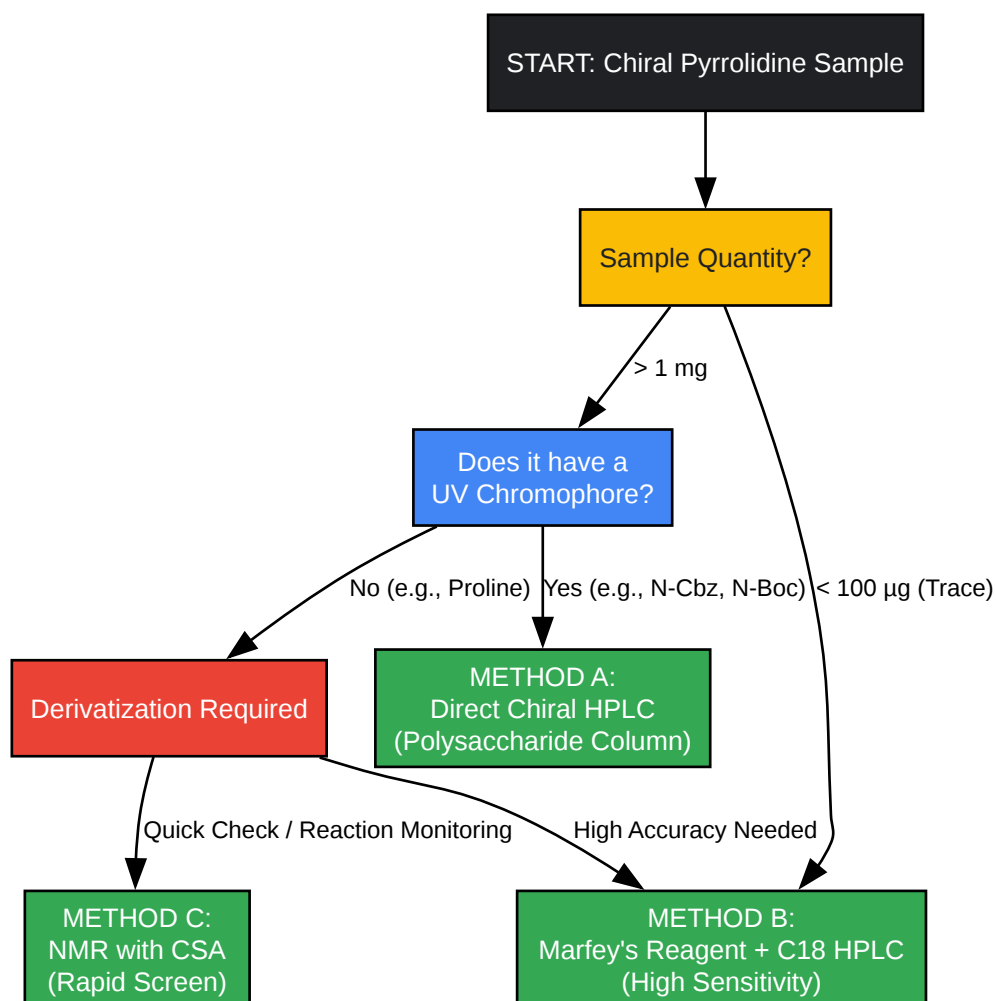 START: Chiral Pyrrolidine Sample
Sample Quantity?
> 1 mg
Does it have a
UV Chromophore?
No (e.g., Proline)
Yes (e.g., N-Cbz, N-Boc)
< 100 µg (Trace)
Derivatization Required
METHOD A:
Direct Chiral HPLC
(Polysaccharide Column)
Quick Check / Reaction Monitoring
High Accuracy Needed
METHOD C:
NMR with CSA
(Rapid Screen)
METHOD B:
Marfey's Reagent + C18 HPLC
(High Sensitivity)